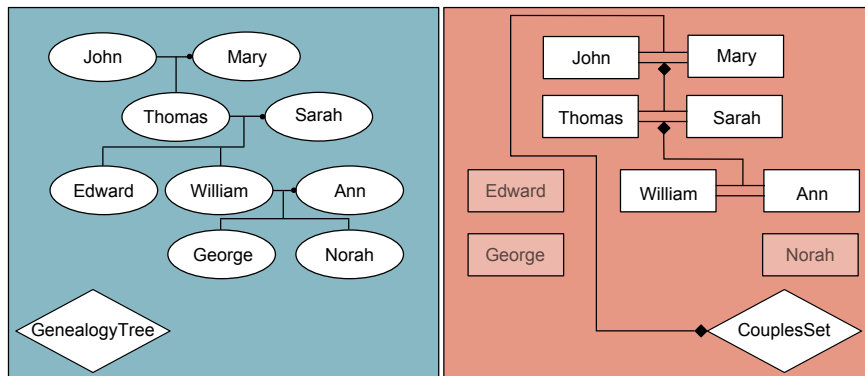 John
Mary
Thomas
Sarah
Edward
William
Ann
George
Norah
GenealogyTree
John
Mary
Thomas
Sarah
Edward
William
Ann
George
Norah
CouplesSet